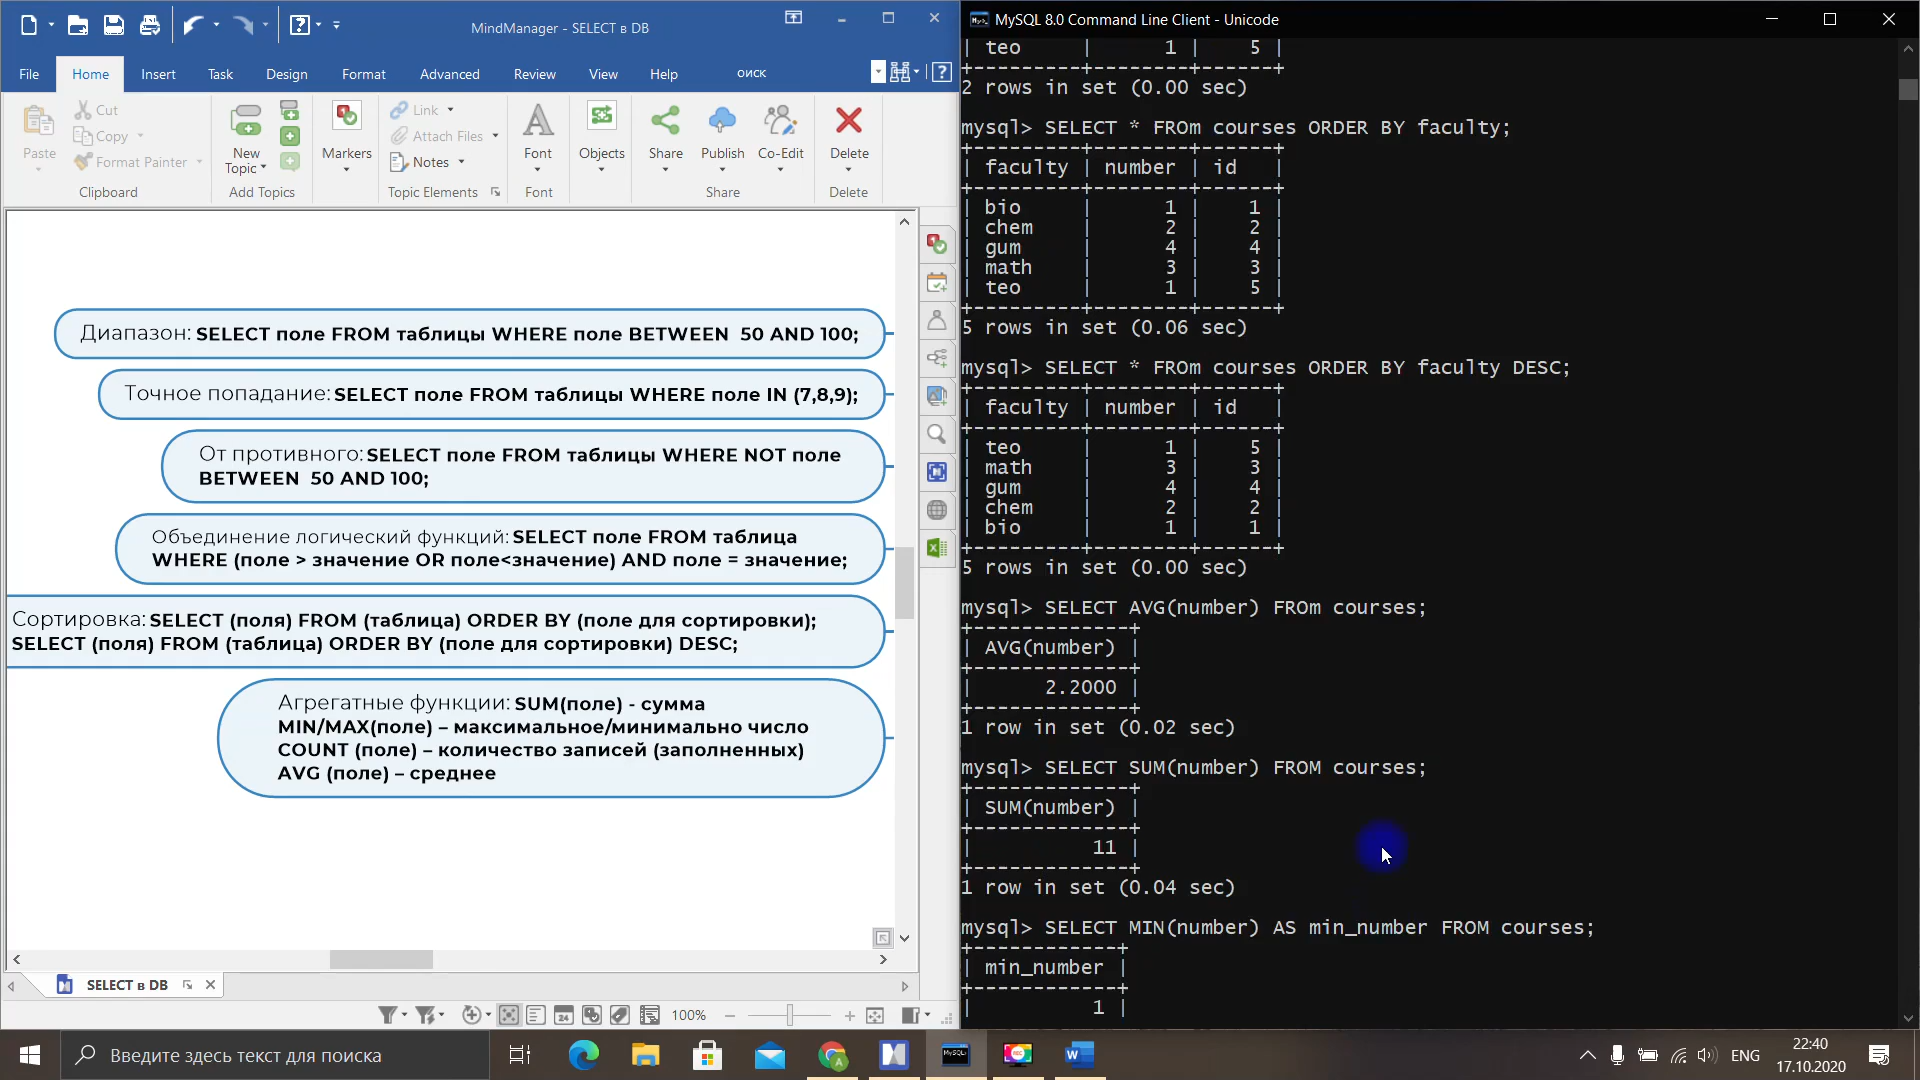 MindManager - SELECT в DB
File Home Insert Task Design Format Advanced Review View Help оиск
Paste
Cut
Copy
Format Painter
Clipboard
New Topic
Add Topics
Markers
Link
Attach Files
Notes
Topic Elements
Font
Font
Objects
Share
Publish
Co-Edit
Share
Delete
Delete
Диапазон: SELECT поле FROM таблицы WHERE поле BETWEEN 50 AND 100;
Точное попадание: SELECT поле FROM таблицы WHERE поле IN (7,8,9);
От противного: SELECT поле FROM таблицы WHERE NOT поле
BETWEEN 50 AND 100;
Объединение логический функций: SELECT поле FROM таблица
WHERE (поле > значение OR поле<значение) AND поле = значение;
Сортировка: SELECT (поля) FROM (таблица) ORDER BY (поле для сортировки);
SELECT (поля) FROM (таблица) ORDER BY (поле для сортировки) DESC;
Агрегатные функции: SUM(поле) - сумма
MIN/MAX(поле) – максимальное/минимально число
COUNT (поле) – количество записей (заполненных)
AVG (поле) – среднее
SELECT в DB
100%
MySQL 8.0 Command Line Client - Unicode
| teo | 1 | 5 |
+---------+--------+------+
2 rows in set (0.00 sec)
mysql> SELECT * FROm courses ORDER BY faculty;
+---------+--------+------+
| faculty | number | id |
+---------+--------+------+
| bio | 1 | 1 |
| chem | 2 | 2 |
| gum | 4 | 4 |
| math | 3 | 3 |
| teo | 1 | 5 |
+---------+--------+------+
5 rows in set (0.06 sec)
mysql> SELECT * FROm courses ORDER BY faculty DESC;
+---------+--------+------+
| faculty | number | id |
+---------+--------+------+
| teo | 1 | 5 |
| math | 3 | 3 |
| gum | 4 | 4 |
| chem | 2 | 2 |
| bio | 1 | 1 |
+---------+--------+------+
5 rows in set (0.00 sec)
mysql> SELECT AVG(number) FROm courses;
+-------------+
| AVG(number) |
+-------------+
| 2.2000 |
+-------------+
1 row in set (0.02 sec)
mysql> SELECT SUM(number) FROM courses;
+-------------+
| SUM(number) |
+-------------+
| 11 |
+-------------+
1 row in set (0.04 sec)
mysql> SELECT MIN(number) AS min_number FROM courses;
+------------+
| min_number |
+------------+
| 1 |
Введите здесь текст для поиска
ENG
22:40
17.10.2020